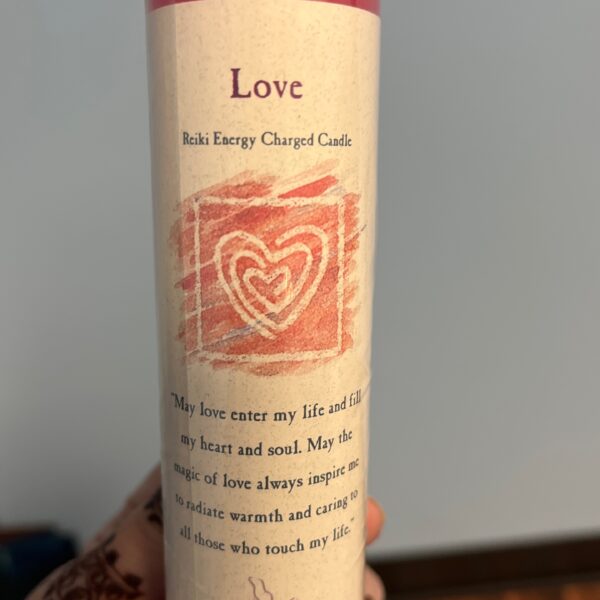 Love
Reiki Energy Charged Candle
"May love enter my life and fill
my heart and soul. May the
magic of love always inspire me
to radiate warmth and caring to
all those who touch my life."